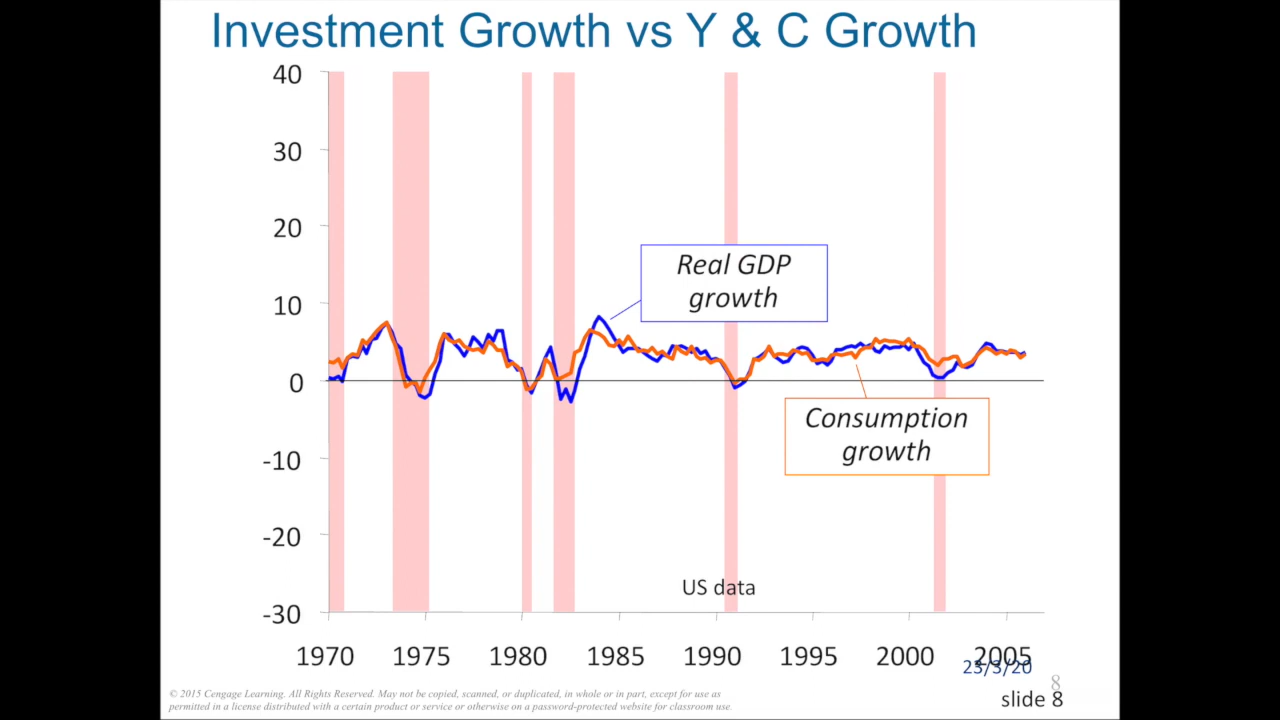 Investment Growth vs Y & C Growth
40
30
20
10
0
-10
-20
-30
Real GDP
growth
Consumption
growth
US data
1970 1975 1980 1985 1990 1995 2000 2005
23/3/20
8
slide 8
© 2015 Cengage Learning. All Rights Reserved. May not be copied, scanned, or duplicated, in whole or in part, except for use as
permitted in a license distributed with a certain product or service or otherwise on a password-protected website for classroom use.